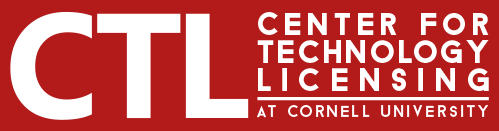 CTL
CENTER FOR
TECHNOLOGY
LICENSING
AT CORNELL UNIVERSITY